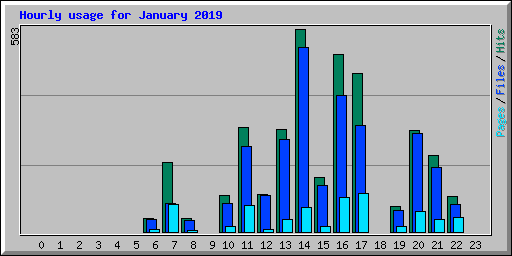 Hourly usage for January 2019
583
Pages/Files/Hits
0 1 2 3 4 5 6 7 8 9 10 11 12 13 14 15 16 17 18 19 20 21 22 23